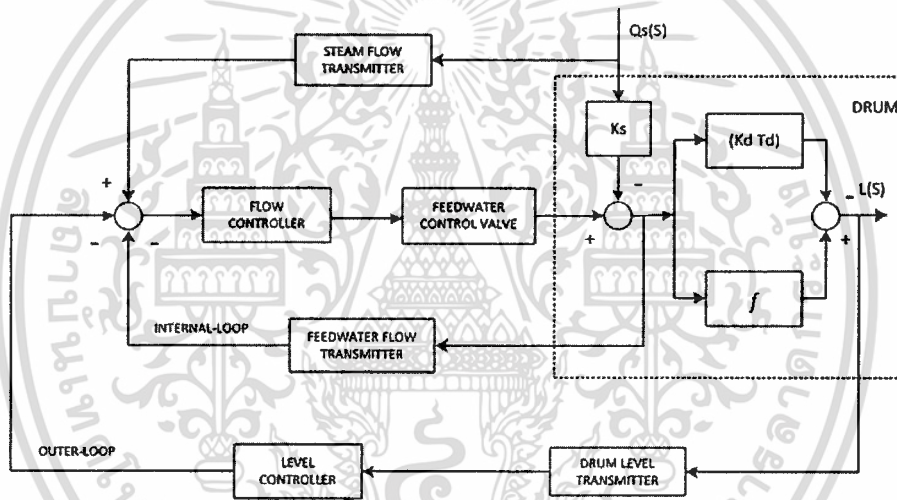 Qs(S)
STEAM FLOW
TRANSMITTER
DRUM
Ks
(Kd Td)
+
-
-
L(S)
FLOW
CONTROLLER
FEEDWATER
CONTROL VALVE
-
-
+
+
f
INTERNAL-LOOP
FEEDWATER FLOW
TRANSMITTER
OUTER-LOOP
LEVEL
CONTROLLER
DRUM LEVEL
TRANSMITTER